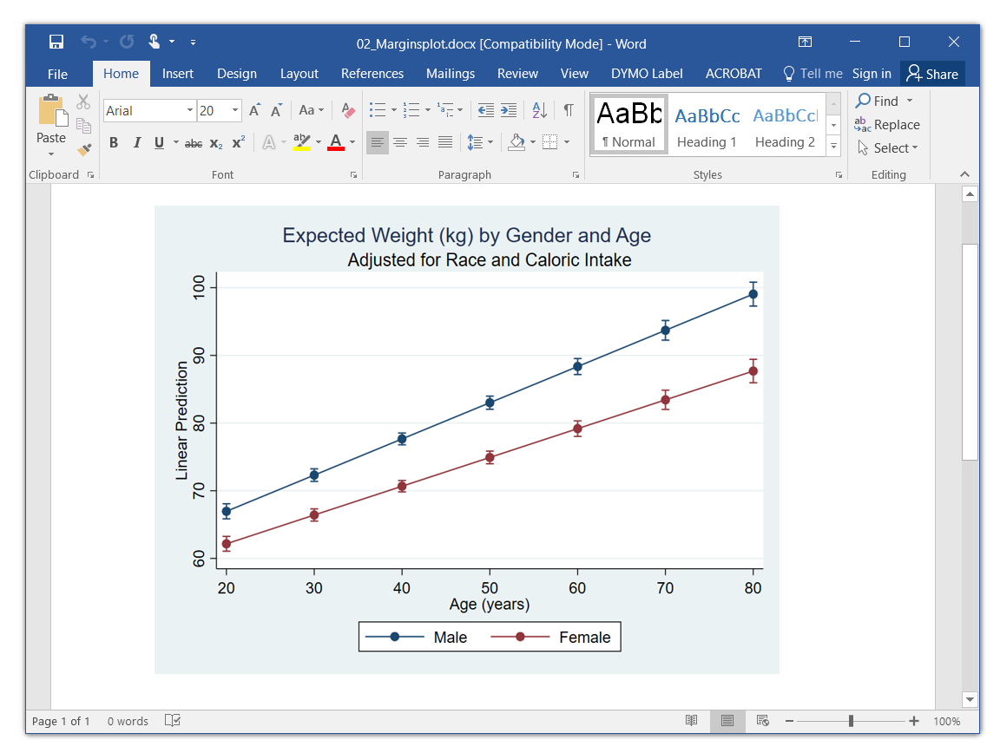 02_Marginsplot.docx [Compatibility Mode] - Word
File Home Insert Design Layout References Mailings Review View DYMO Label ACROBAT Tell me Sign in Share
Paste
Clipboard
Arial 20 A A Aa A
B I U abc X2 X2 A ab A
Font
A Z
Paragraph
AaBb AaBbCc AaBbCcl
¶ Normal Heading 1 Heading 2
Styles
Find
ab ac Replace
Select
Editing
Expected Weight (kg) by Gender and Age
Adjusted for Race and Caloric Intake
Linear Prediction
100
90
80
70
60
20 30 40 50 60 70 80
Age (years)
Male Female
Page 1 of 1 0 words 100%